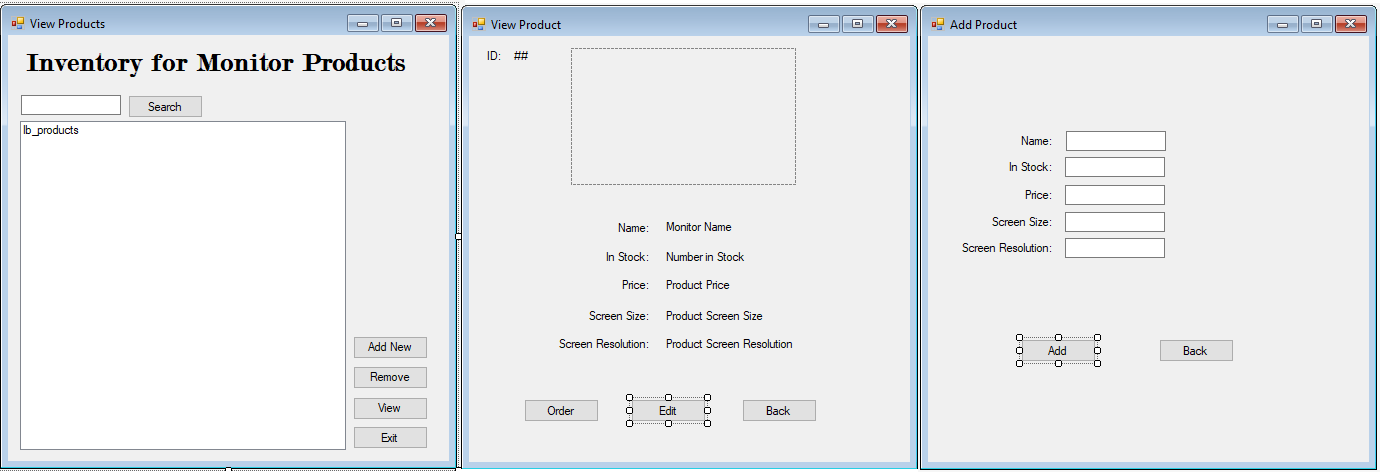 View Products
Inventory for Monitor Products
Search
lb_products
Add New
Remove
View
Exit
View Product
ID: ##
Name: Monitor Name
In Stock: Number in Stock
Price: Product Price
Screen Size: Product Screen Size
Screen Resolution: Product Screen Resolution
Order Edit Back
Add Product
Name:
In Stock:
Price:
Screen Size:
Screen Resolution:
Add Back